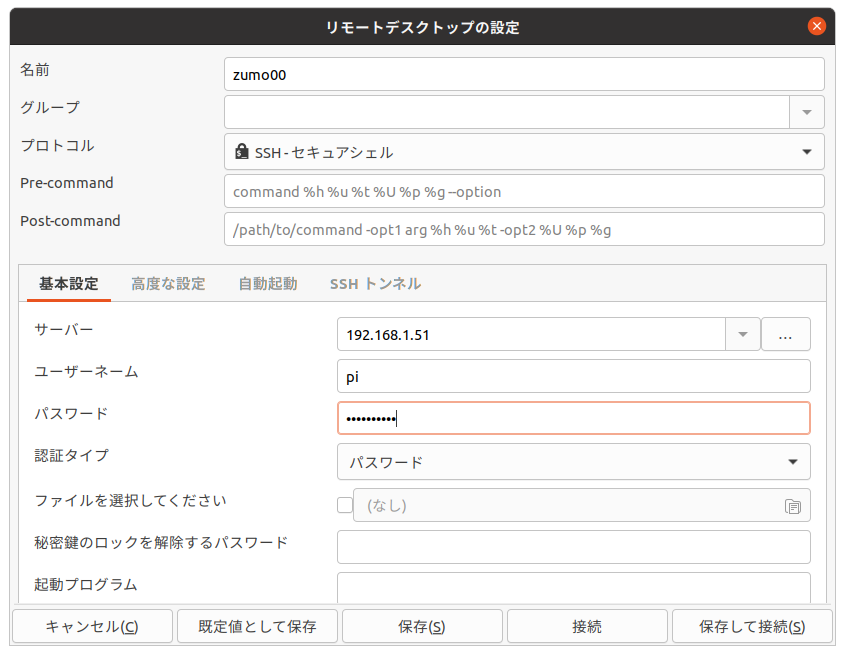 リモートデスクトップの設定
名前
zumo00
グループ
プロトコル
SSH - セキュアシェル
Pre-command
command %h %u %t %U %p %g --option
Post-command
/path/to/command -opt1 arg %h %u %t -opt2 %U %p %g
基本設定 高度な設定 自動起動 SSH トンネル
サーバー
192.168.1.51
...
ユーザーネーム
pi
パスワード
••••••••••
認証タイプ
パスワード
ファイルを選択してください
(なし)
秘密鍵のロックを解除するパスワード
起動プログラム
キャンセル(C) 既定値として保存 保存(S) 接続 保存して接続(S)